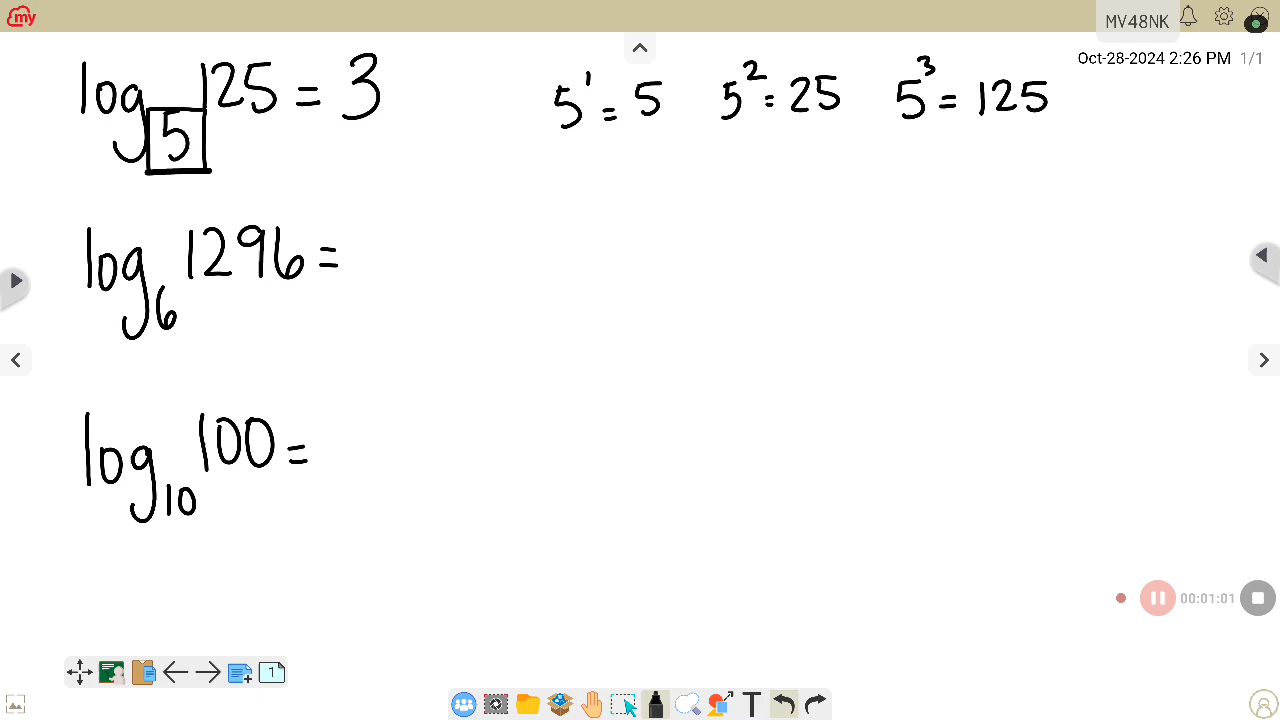 my
MV48NK
Oct-28-2024 2:26 PM 1/1
log₅ 125 = 3
5¹ = 5 5² = 25 5³ = 125
log₆ 1296 =
log₁₀ 100 =
00:01:01
1
T